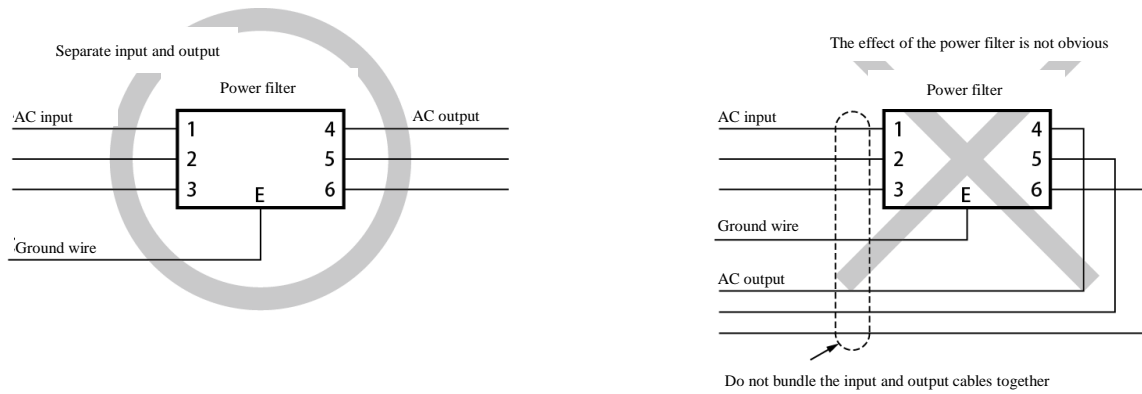 Separate input and output
Power filter
AC input
AC output
1
4
2
5
3
6
E
Ground wire
The effect of the power filter is not obvious
Power filter
AC input
1
4
2
5
3
6
E
Ground wire
AC output
Do not bundle the input and output cables together